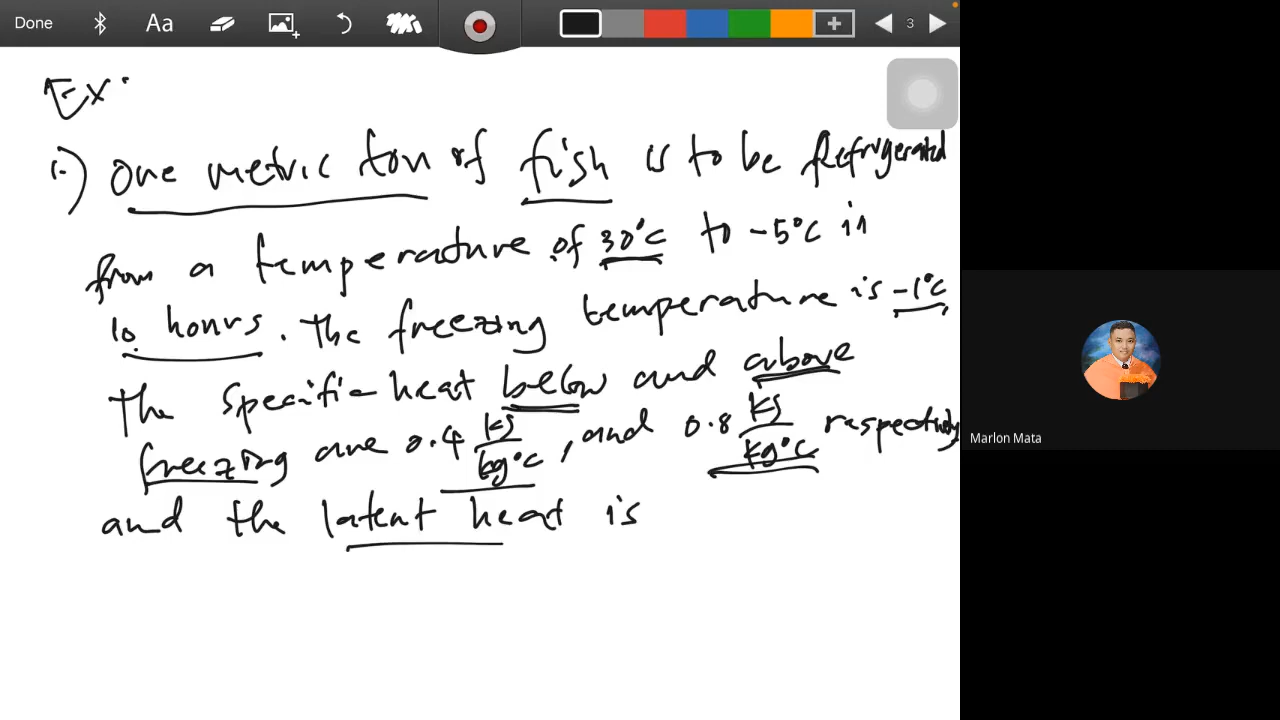 Done
Aa
3
Ex:
1.) One metric ton of fish is to be Refrigerated
from a temperature of 30°C to -5°C in
10 hours. The freezing temperature is -1°C
The specific heat below and above
freezing are 0.4 kJ/kg°C, and 0.8 kJ/kg°C respectively
and the latent heat is
Marlon Mata